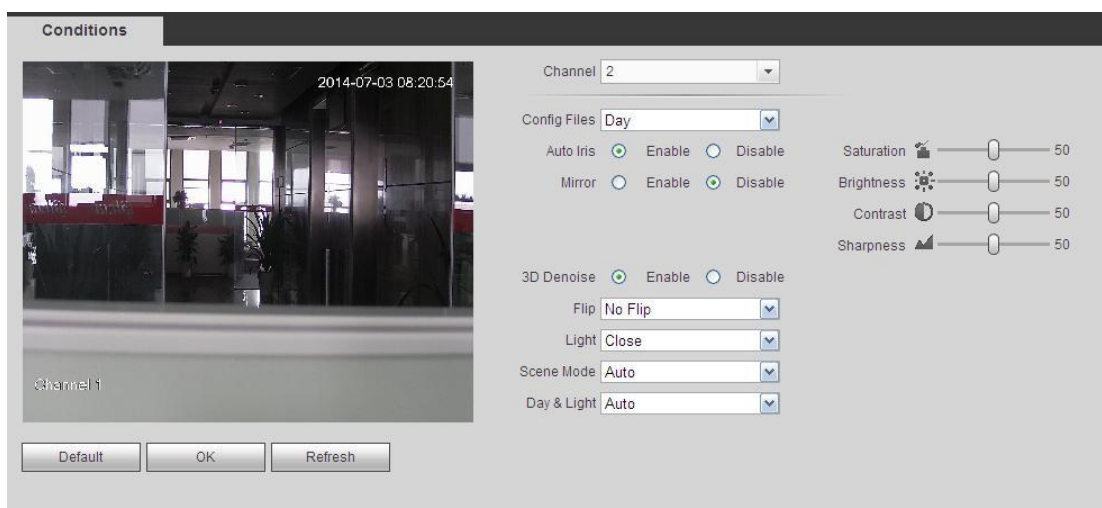 Conditions
2014-07-03 08:20:54
Channel 1
Default OK Refresh
Channel 2
Config Files Day
Auto Iris Enable Disable
Mirror Enable Disable
3D Denoise Enable Disable
Flip No Flip
Light Close
Scene Mode Auto
Day & Light Auto
Saturation 50
Brightness 50
Contrast 50
Sharpness 50